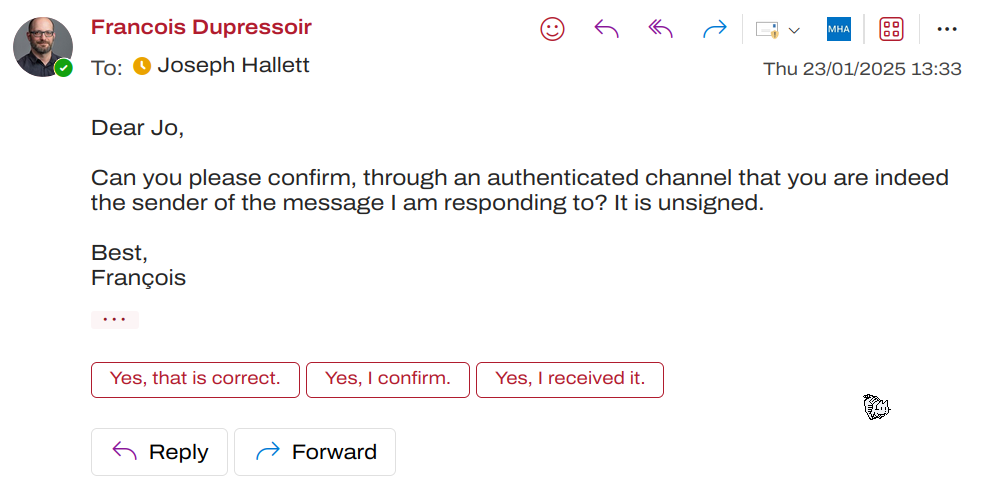 Francois Dupressoir
MHA
To: Joseph Hallett
Thu 23/01/2025 13:33
Dear Jo,
Can you please confirm, through an authenticated channel that you are indeed
the sender of the message I am responding to? It is unsigned.
Best,
François
Yes, that is correct.
Yes, I confirm.
Yes, I received it.
Reply
Forward